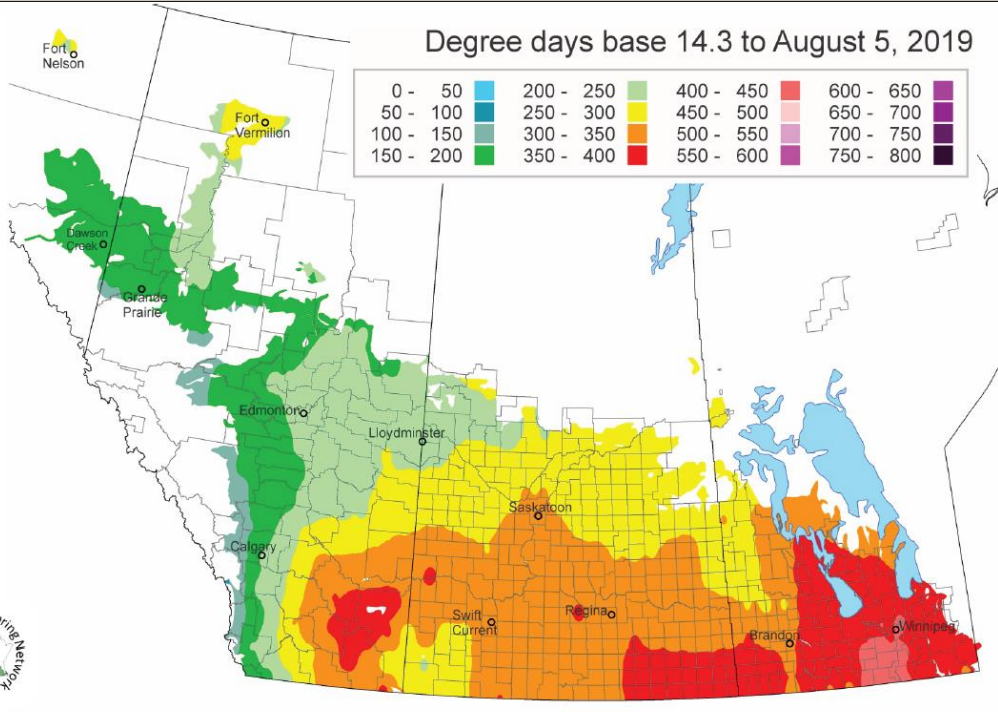 Degree days base 14.3 to August 5, 2019
0 - 50 200 - 250 400 - 450 600 - 650
50 - 100 250 - 300 450 - 500 650 - 700
100 - 150 300 - 350 500 - 550 700 - 750
150 - 200 350 - 400 550 - 600 750 - 800
Fort
Nelson
Fort
Vermilion
Dawson
Creek
Grande
Prairie
Edmonton
Lloydminster
Saskatoon
Calgary
Swift
Current
Regina
Brandon
Winnipeg
Network